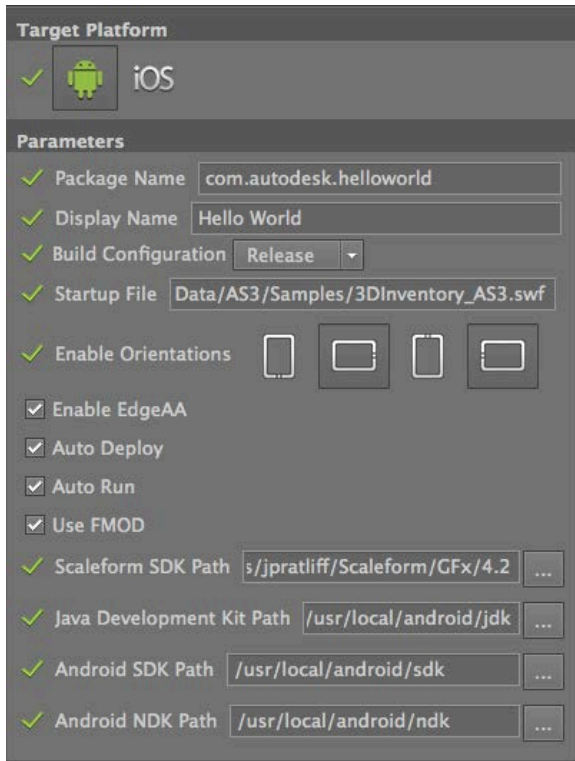 Target Platform
iOS
Parameters
Package Name com.autodesk.helloworld
Display Name Hello World
Build Configuration Release
Startup File Data/AS3/Samples/3DInventory_AS3.swf
Enable Orientations
Enable EdgeAA
Auto Deploy
Auto Run
Use FMOD
Scaleform SDK Path s/jpratliff/Scaleform/GFx/4.2 ...
Java Development Kit Path /usr/local/android/jdk ...
Android SDK Path /usr/local/android/sdk ...
Android NDK Path /usr/local/android/ndk ...